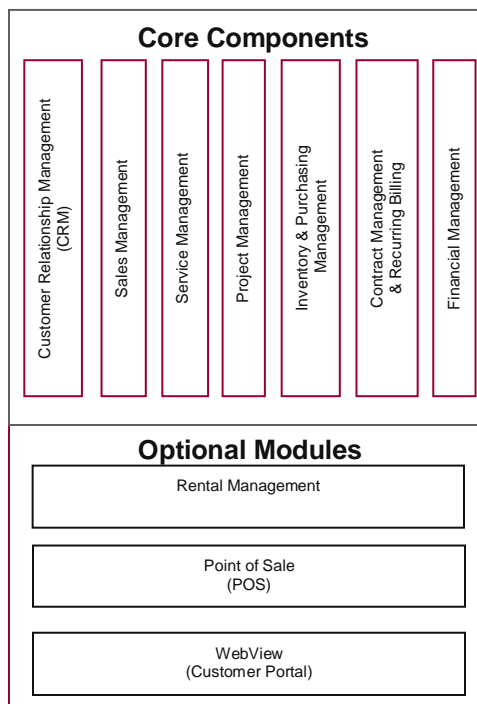 Core Components
Customer Relationship Management
(CRM)
Sales Management
Service Management
Project Management
Inventory & Purchasing
Management
Contract Management
& Recurring Billing
Financial Management
Optional Modules
Rental Management
Point of Sale
(POS)
WebView
(Customer Portal)